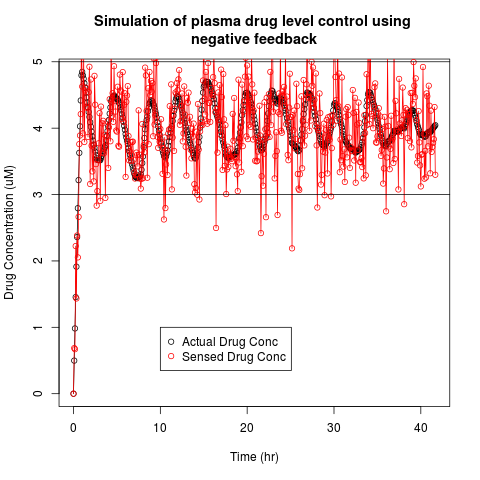 Simulation of plasma drug level control using
negative feedback
Drug Concentration (uM)
5
4
3
2
1
0
Actual Drug Conc
Sensed Drug Conc
0 10 20 30 40
Time (hr)